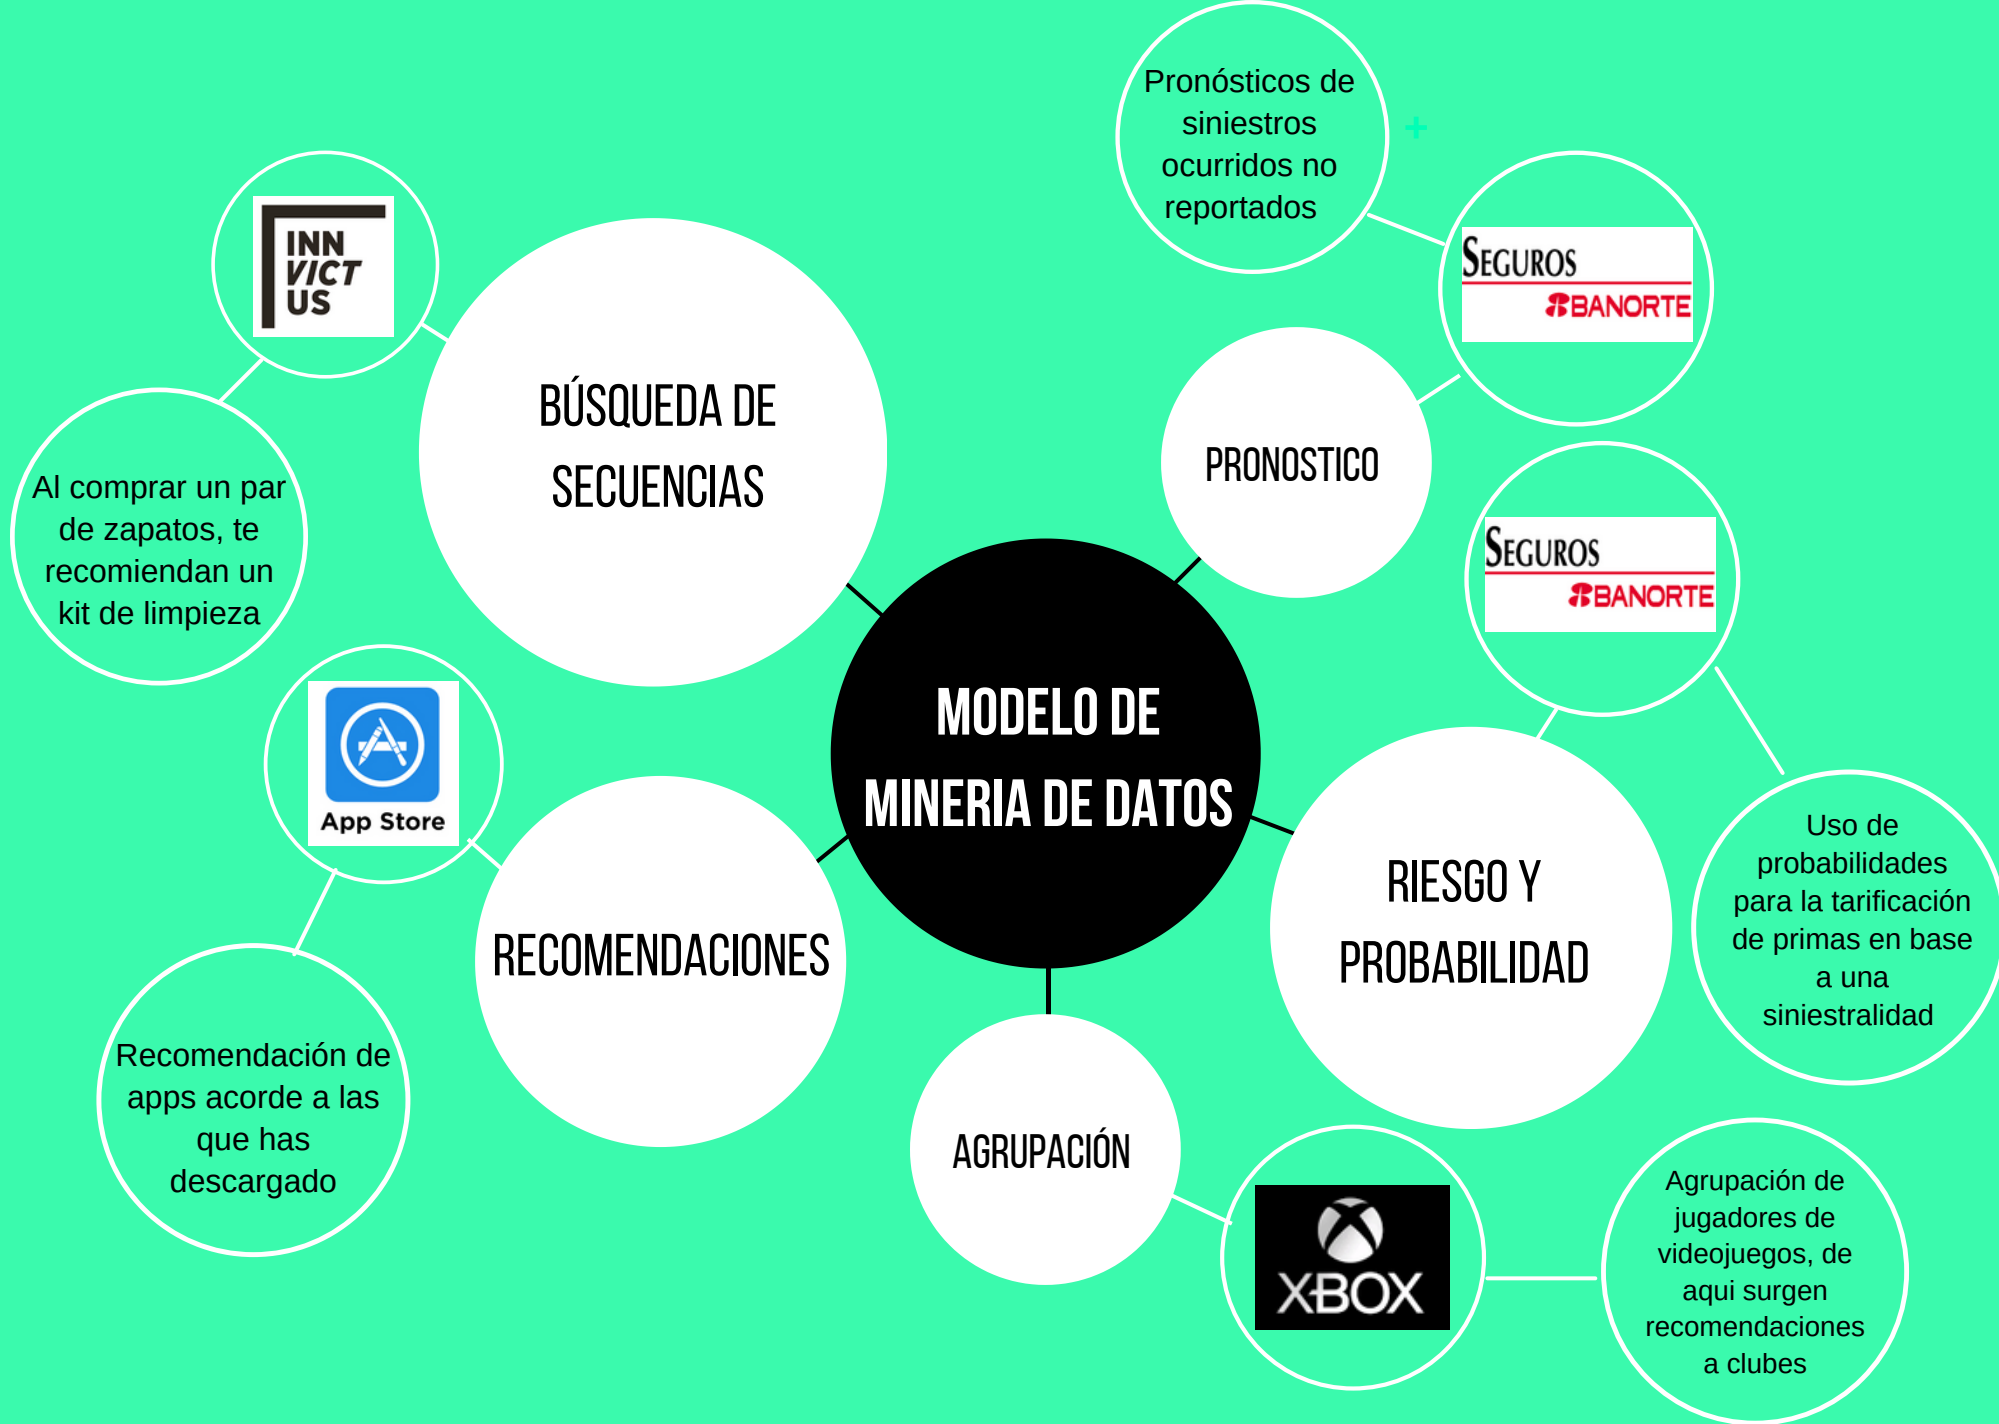 MODELO DE
MINERIA DE DATOS
BÚSQUEDA DE
SECUENCIAS
INN
VICT
US
Al comprar un par
de zapatos, te
recomiendan un
kit de limpieza
PRONOSTICO
SEGUROS
BANORTE
Pronósticos de
siniestros
ocurridos no
reportados
+
RIESGO Y
PROBABILIDAD
SEGUROS
BANORTE
Uso de
probabilidades
para la tarificación
de primas en base
a una
siniestralidad
RECOMENDACIONES
App Store
Recomendación de
apps acorde a las
que has
descargado
AGRUPACIÓN
XBOX
Agrupación de
jugadores de
videojuegos, de
aqui surgen
recomendaciones
a clubes